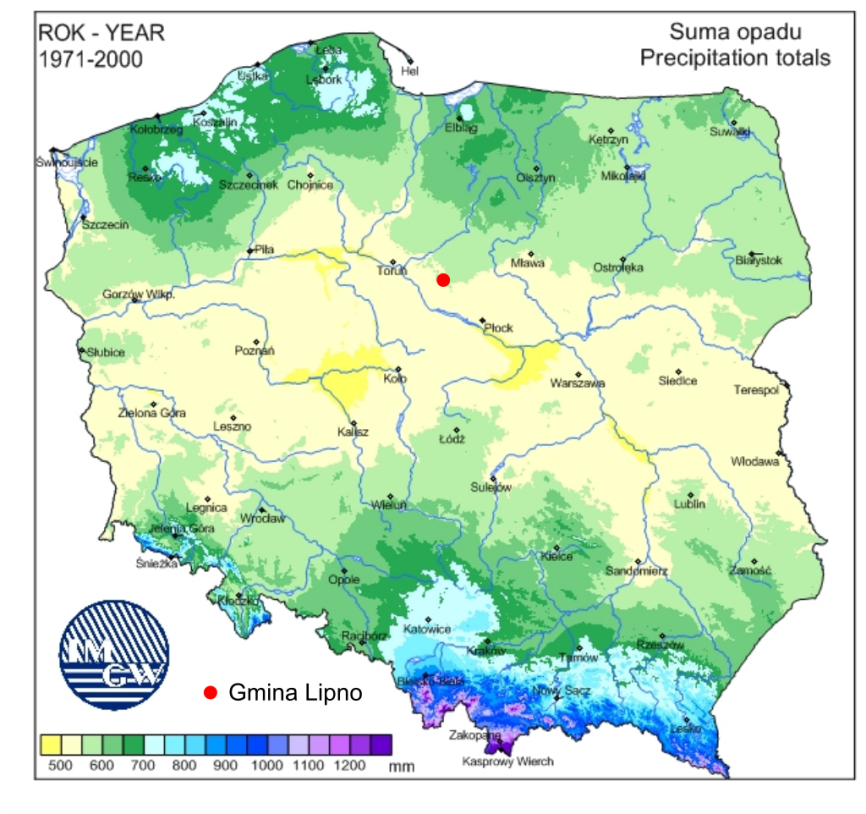 ROK - YEAR
1971-2000
Suma opadu
Precipitation totals
Łeba
Hel
Ustka
Lębork
Koszalin
Kołobrzeg
Elbląg
Suwałki
Kętrzyn
Świnoujście
Resko
Szczecinek
Chojnice
Olsztyn
Mikołajki
Szczecin
Piła
Toruń
Mława
Ostrołęka
Białystok
Gorzów Wlkp.
Płock
Słubice
Poznań
Koło
Warszawa
Siedlce
Terespol
Zielona Góra
Leszno
Kalisz
Łódź
Włodawa
Sulejów
Wieluń
Lublin
Legnica
Wrocław
Jelenia Góra
Kielce
Śnieżka
Opole
Sandomierz
Zamość
Kłodzko
Katowice
Racibórz
Kraków
Tarnów
Rzeszów
IMGW
Bielsko-Biała
Nowy Sącz
Gmina Lipno
Lesko
Zakopane
Kasprowy Wierch
500 600 700 800 900 1000 1100 1200 mm